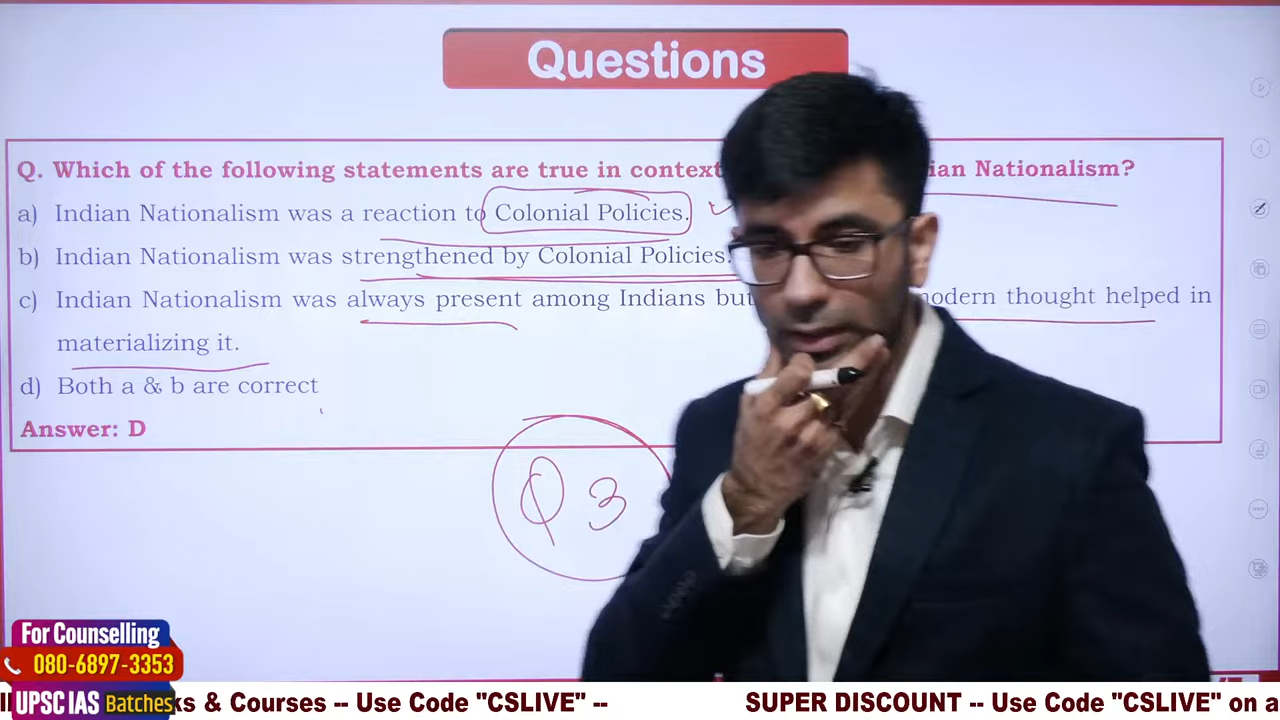 Questions
Q. Which of the following statements are true in context ian Nationalism?
a) Indian Nationalism was a reaction to Colonial Policies.
b) Indian Nationalism was strengthened by Colonial Policies.
c) Indian Nationalism was always present among Indians but modern thought helped in
materializing it.
d) Both a & b are correct
Answer: D
Q 3
For Counselling
080-6897-3353
UPSC IAS Batches
ks & Courses -- Use Code "CSLIVE" -- SUPER DISCOUNT -- Use Code "CSLIVE" on a